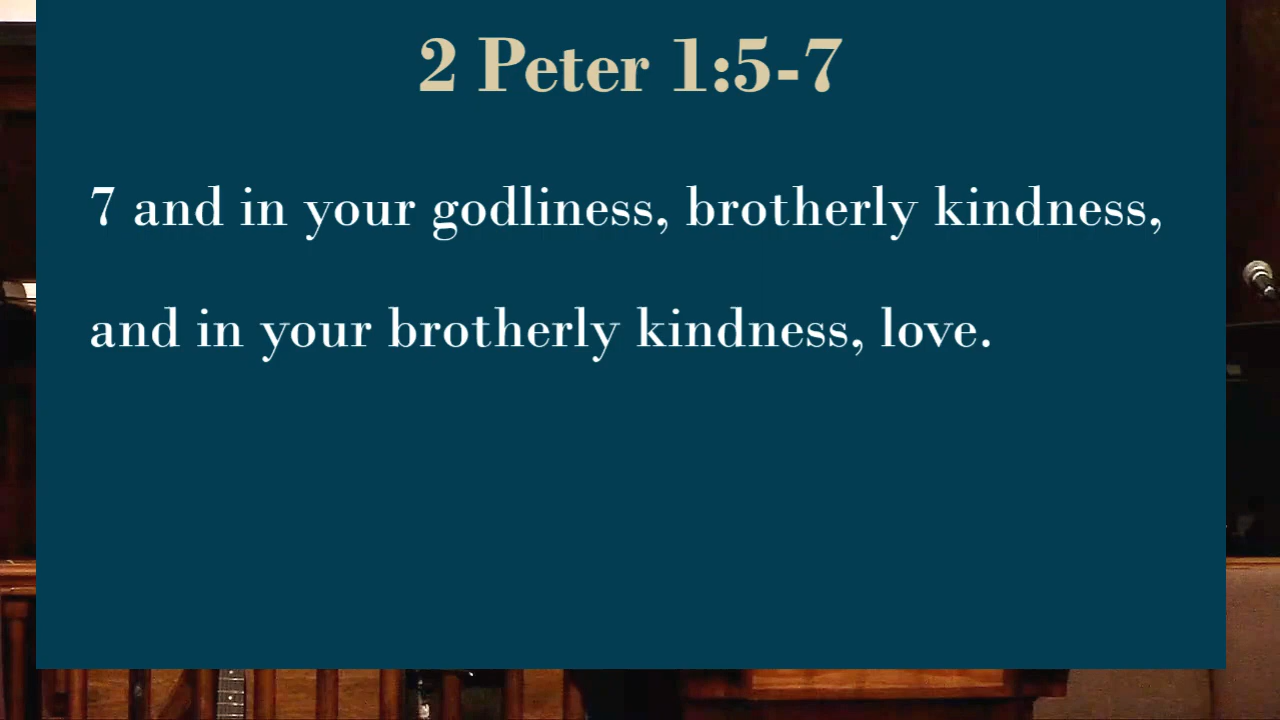 2 Peter 1:5-7
7 and in your godliness, brotherly kindness,
and in your brotherly kindness, love.